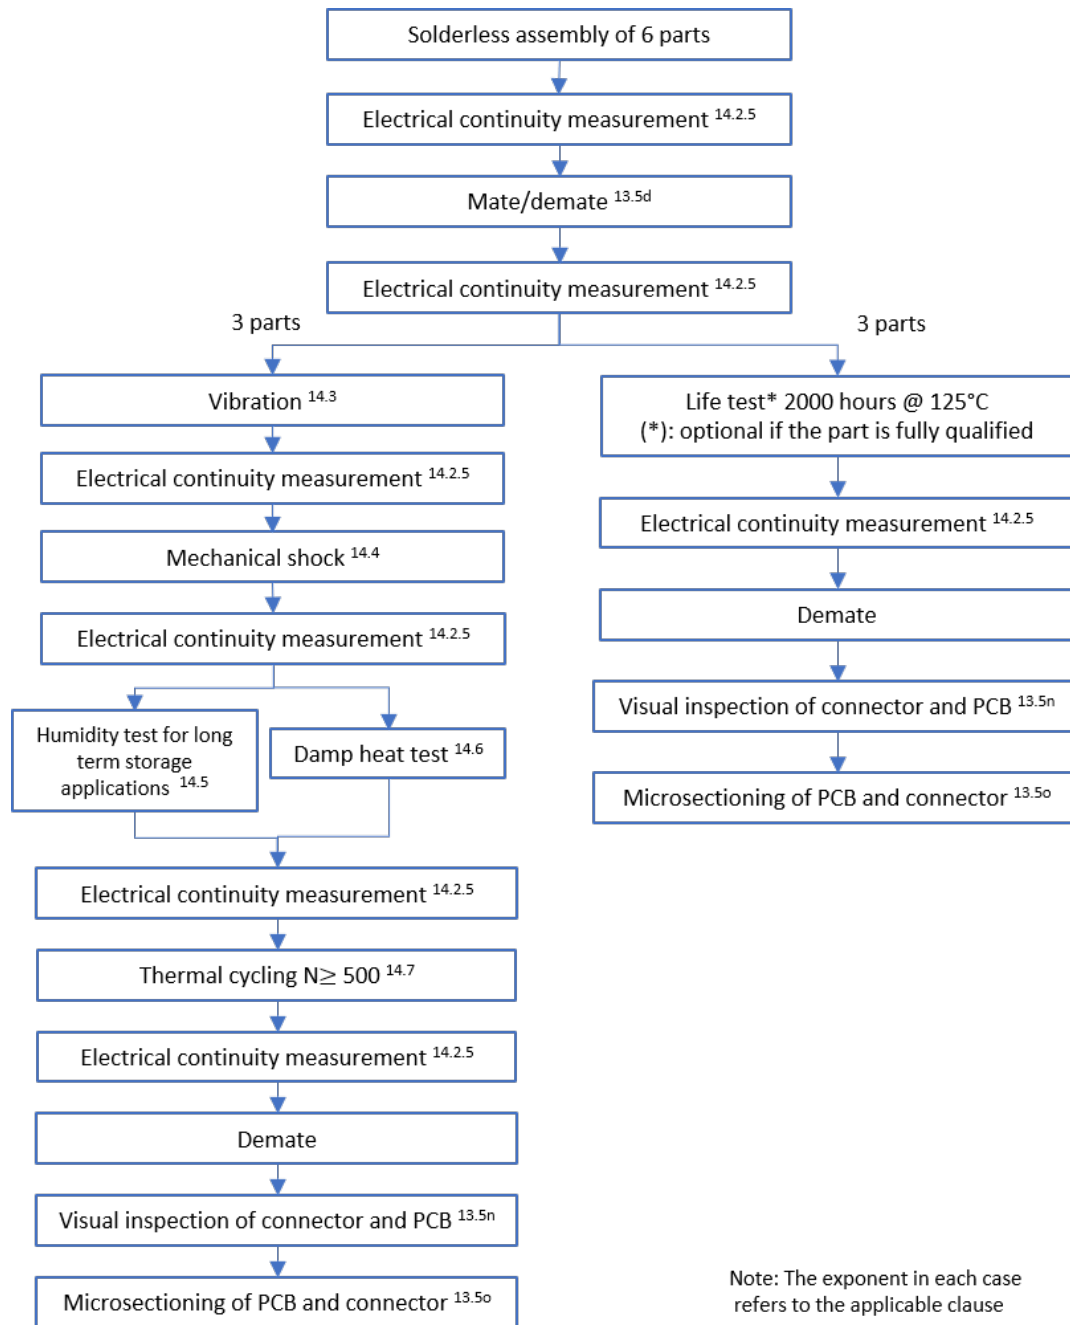 Solderless assembly of 6 parts
Electrical continuity measurement 14.2.5
Mate/demate 13.5d
Electrical continuity measurement 14.2.5
3 parts
3 parts
Vibration 14.3
Electrical continuity measurement 14.2.5
Mechanical shock 14.4
Electrical continuity measurement 14.2.5
Humidity test for long
term storage
applications 14.5
Damp heat test 14.6
Electrical continuity measurement 14.2.5
Thermal cycling N≥ 500 14.7
Electrical continuity measurement 14.2.5
Demate
Visual inspection of connector and PCB 13.5n
Microsectioning of PCB and connector 13.5o
Life test* 2000 hours @ 125°C
(*): optional if the part is fully qualified
Electrical continuity measurement 14.2.5
Demate
Visual inspection of connector and PCB 13.5n
Microsectioning of PCB and connector 13.5o
Note: The exponent in each case
refers to the applicable clause